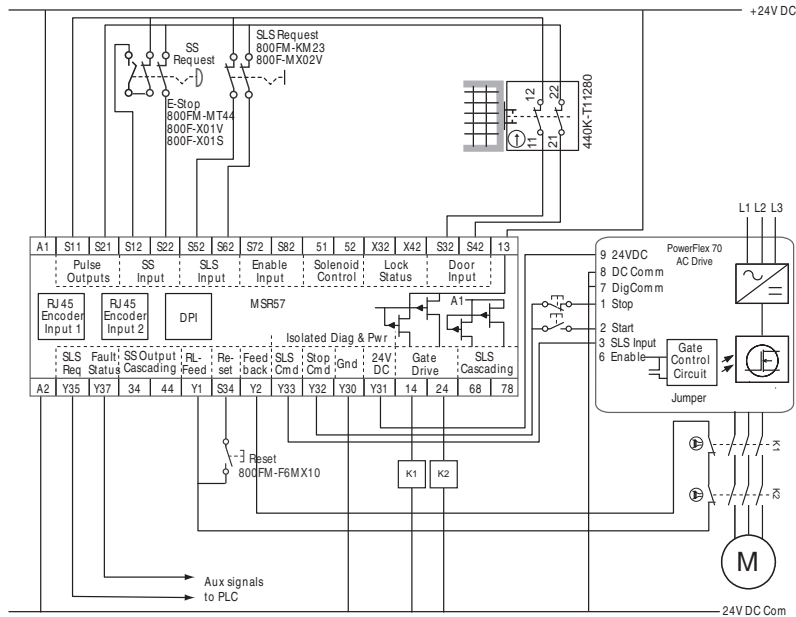 +24V DC
SS
Request
SLS Request
800FM-KM23
800F-MX02V
E-Stop
800FM-MT44
800F-X01V
800F-X01S
12
22
11
21
440K-T11280
L1 L2 L3
A1 S11 S21 S12 S22 S52 S62 S72 S82 51 52 X32 X42 S32 S42 13
Pulse
Outputs
SS
Input
SLS
Input
Enable
Input
Solenoid
Control
Lock
Status
Door
Input
RJ 45
Encoder
Input 1
RJ 45
Encoder
Input 2
DPI
MSR57
A1
Isolated Diag & Pwr
SLS
Req
Fault
Status
SS Output
Cascading
RL-
Feed
Re-
set
Feed
back
SLS
Cmd
Stop
Cmd
Gnd
24V
DC
Gate
Drive
SLS
Cascading
A2 Y35 Y37 34 44 Y1 S34 Y2 Y33 Y32 Y30 Y31 14 24 68 78
PowerFlex 70
AC Drive
9 24VDC
8 DC Comm
7 DigComm
1 Stop
2 Start
3 SLS Input
6 Enable
Gate
Control
Circuit
Jumper
Reset
800FM-F6MX10
K1
K2
K1
K2
M
Aux signals
to PLC
24V DC Com